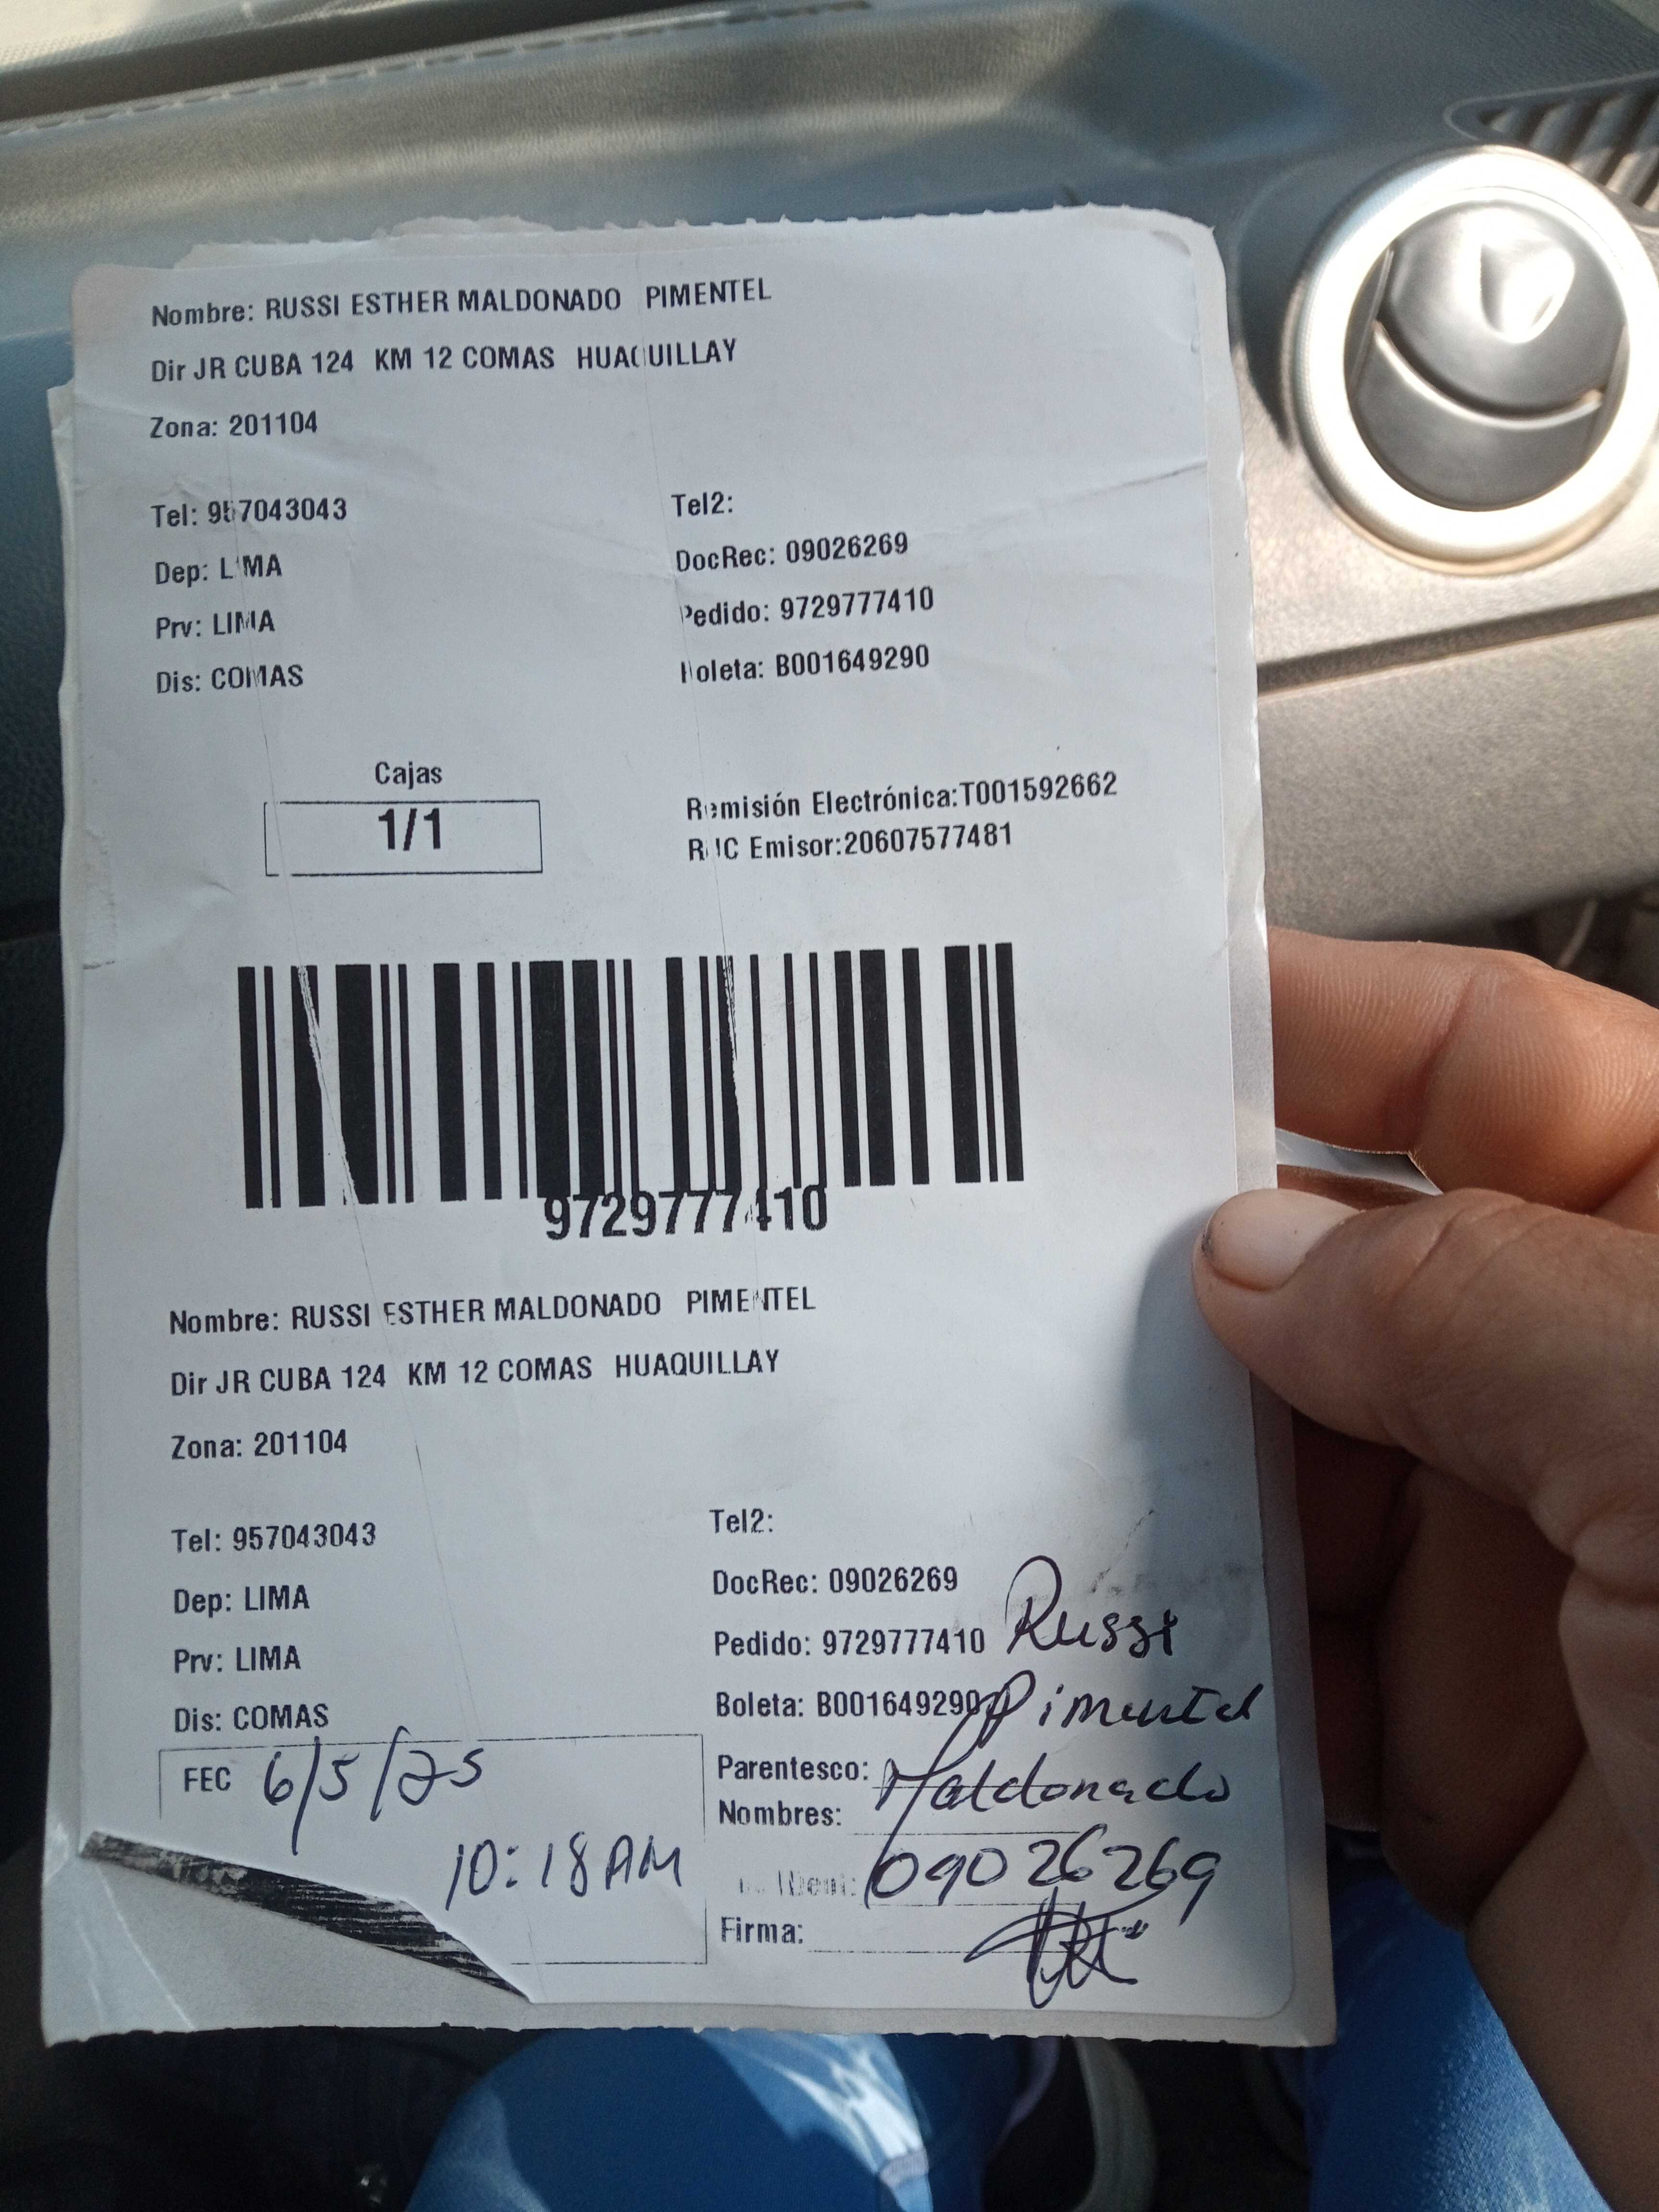 Nombre: RUSSI ESTHER MALDONADO PIMENTEL
Dir JR CUBA 124 KM 12 COMAS HUAQUILLAY
Zona: 201104
Tel: 957043043 Tel2:
Dep: LIMA DocRec: 09026269
Prv: LIMA Pedido: 9729777410
Dis: COMAS Boleta: B001649290
Cajas
1/1
Remisión Electrónica:T001592662
RUC Emisor:20607577481
9729777410
Nombre: RUSSI ESTHER MALDONADO PIMENTEL
Dir JR CUBA 124 KM 12 COMAS HUAQUILLAY
Zona: 201104
Tel: 957043043 Tel2:
Dep: LIMA DocRec: 09026269
Prv: LIMA Pedido: 9729777410 Russi
Dis: COMAS Boleta: B001649290 Pimentel
FEC 6/5/25 Parentesco: Maldonado
Nombres:
10:18 AM 09026269
Firma: